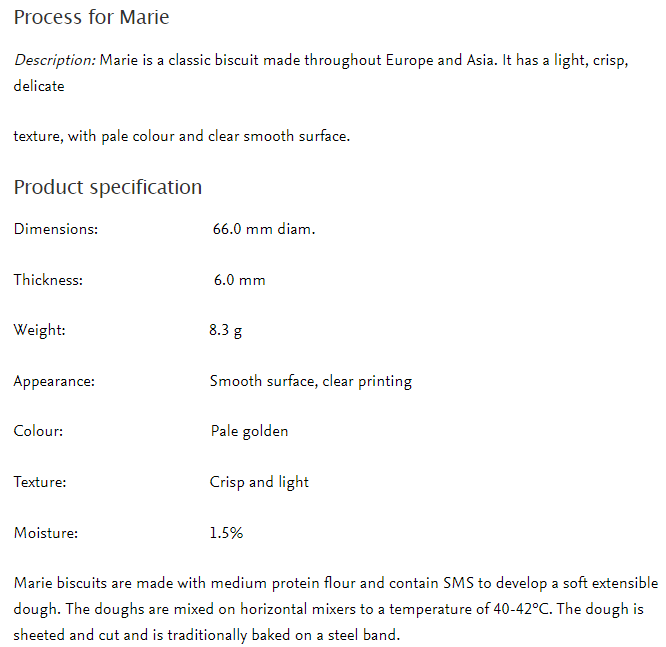 Process for Marie
Description: Marie is a classic biscuit made throughout Europe and Asia. It has a light, crisp,
delicate
texture, with pale colour and clear smooth surface.
Product specification
Dimensions: 66.0 mm diam.
Thickness: 6.0 mm
Weight: 8.3 g
Appearance: Smooth surface, clear printing
Colour: Pale golden
Texture: Crisp and light
Moisture: 1.5%
Marie biscuits are made with medium protein flour and contain SMS to develop a soft extensible
dough. The doughs are mixed on horizontal mixers to a temperature of 40-42°C. The dough is
sheeted and cut and is traditionally baked on a steel band.